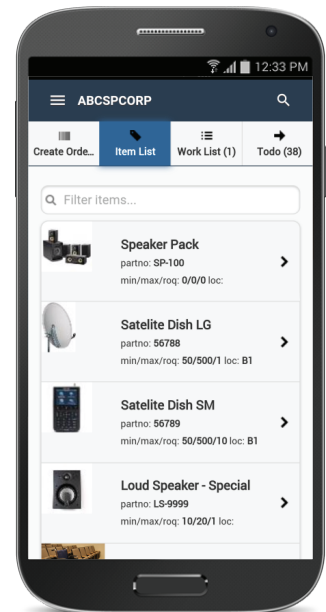 12:33 PM
ABCSPCORP
Create Orde... Item List Work List (1) Todo (38)
Filter items...
Speaker Pack
partno: SP-100
min/max/roq: 0/0/0 loc:
Satelite Dish LG
partno: 56788
min/max/roq: 50/500/1 loc: B1
Satelite Dish SM
partno: 56789
min/max/roq: 50/500/10 loc: B1
Loud Speaker - Special
partno: LS-9999
min/max/roq: 10/20/1 loc: